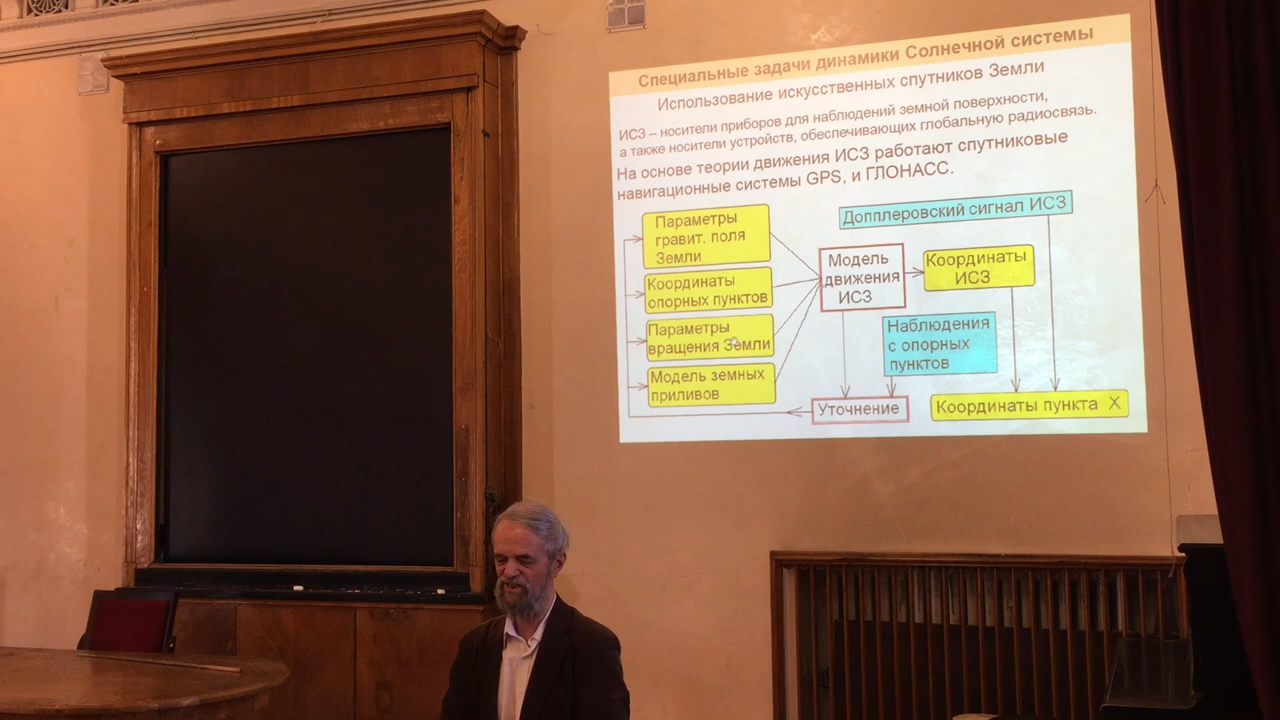 Специальные задачи динамики Солнечной системы
Использование искусственных спутников Земли
ИСЗ – носители приборов для наблюдений земной поверхности,
а также носители устройств, обеспечивающих глобальную радиосвязь.
На основе теории движения ИСЗ работают спутниковые
навигационные системы GPS, и ГЛОНАСС.
Параметры
гравит. поля
Земли
Координаты
опорных пунктов
Параметры
вращения Земли
Модель земных
приливов
Модель
движения
ИСЗ
Допплеровский сигнал ИСЗ
Координаты
ИСЗ
Наблюдения
с опорных
пунктов
Уточнение
Координаты пункта X